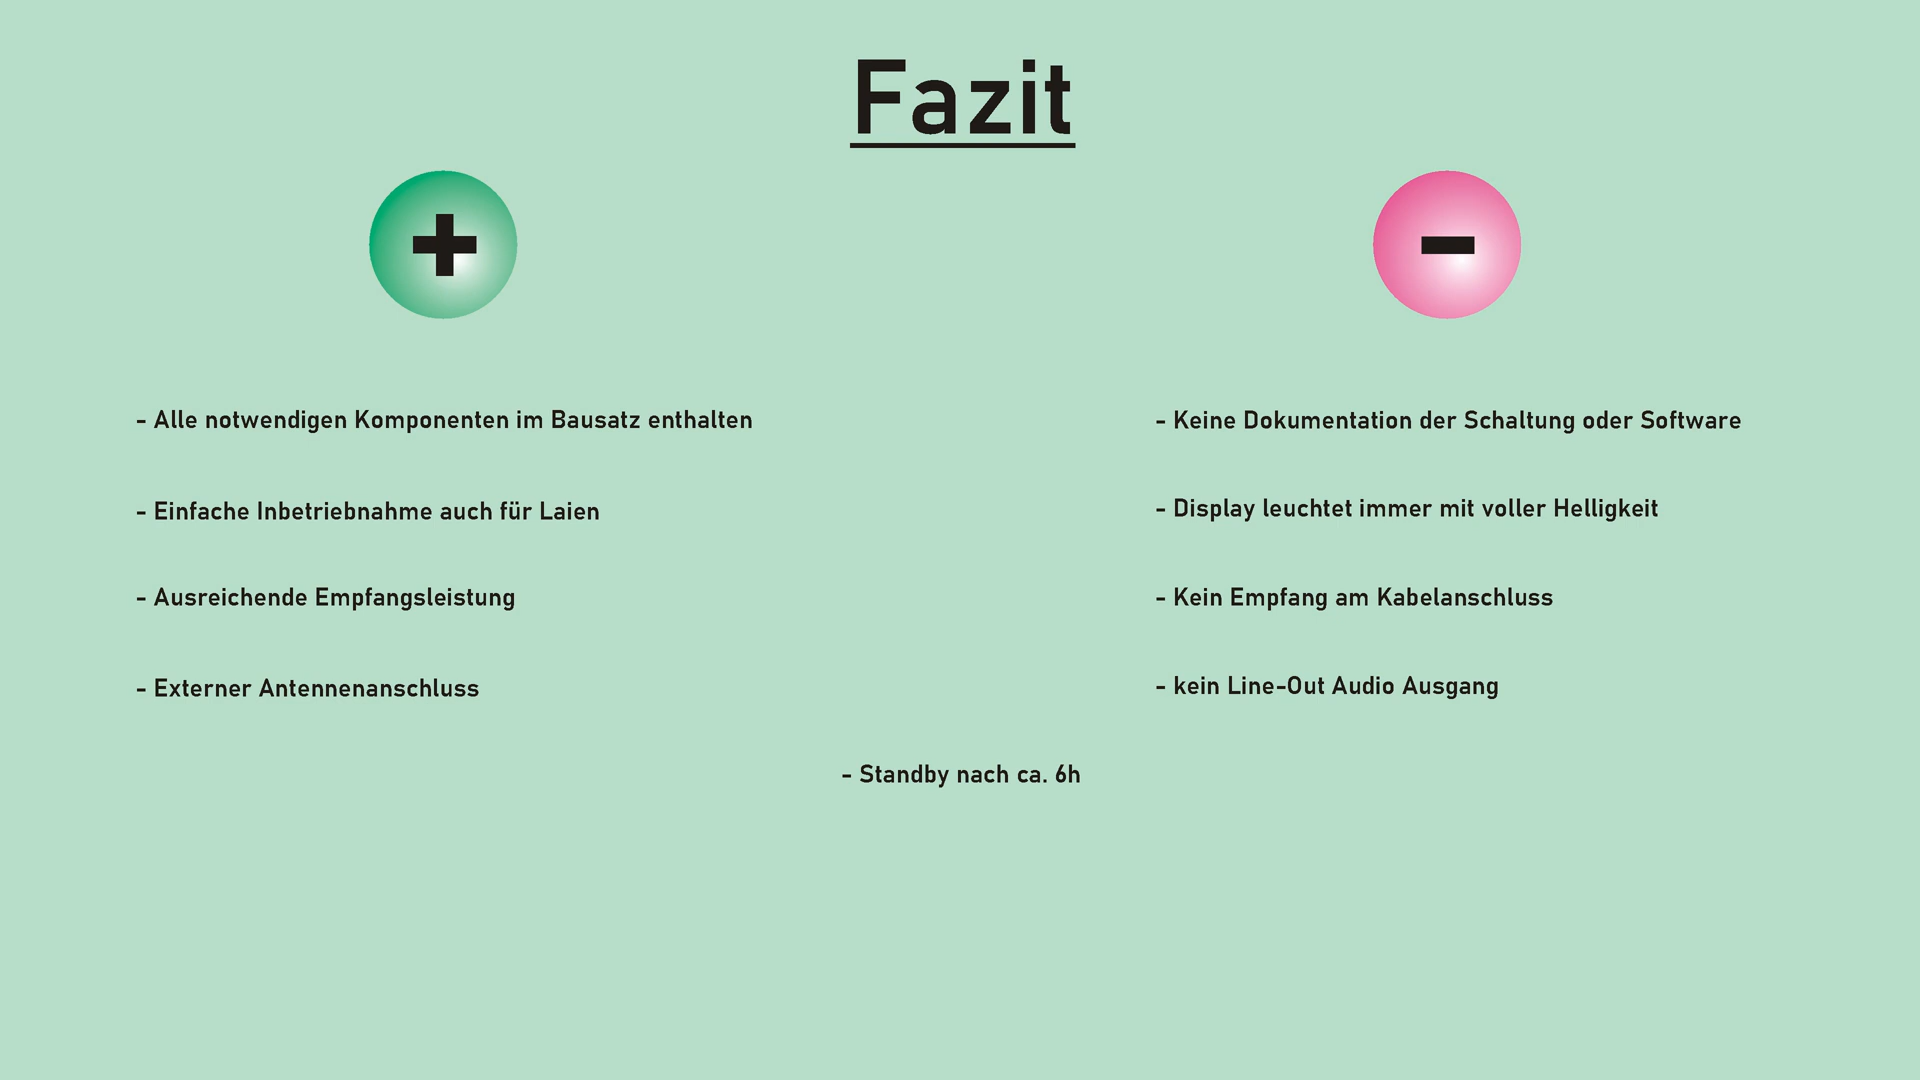 Fazit
+
-
- Alle notwendigen Komponenten im Bausatz enthalten
- Einfache Inbetriebnahme auch für Laien
- Ausreichende Empfangsleistung
- Externer Antennenanschluss
- Keine Dokumentation der Schaltung oder Software
- Display leuchtet immer mit voller Helligkeit
- Kein Empfang am Kabelanschluss
- kein Line-Out Audio Ausgang
- Standby nach ca. 6h